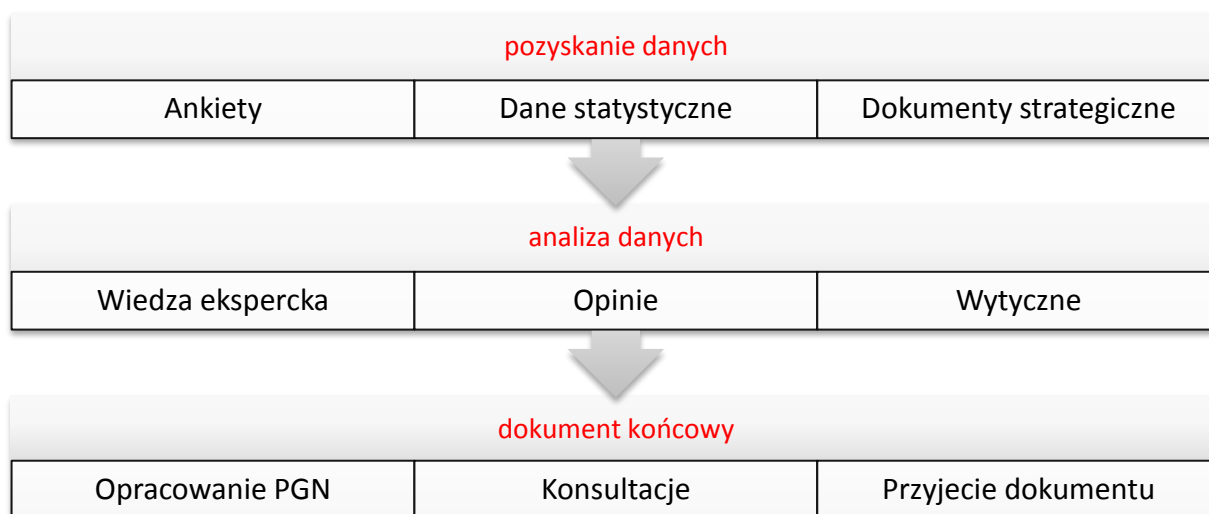 pozyskanie danych
Ankiety Dane statystyczne Dokumenty strategiczne
analiza danych
Wiedza ekspercka Opinie Wytyczne
dokument końcowy
Opracowanie PGN Konsultacje Przyjecie dokumentu